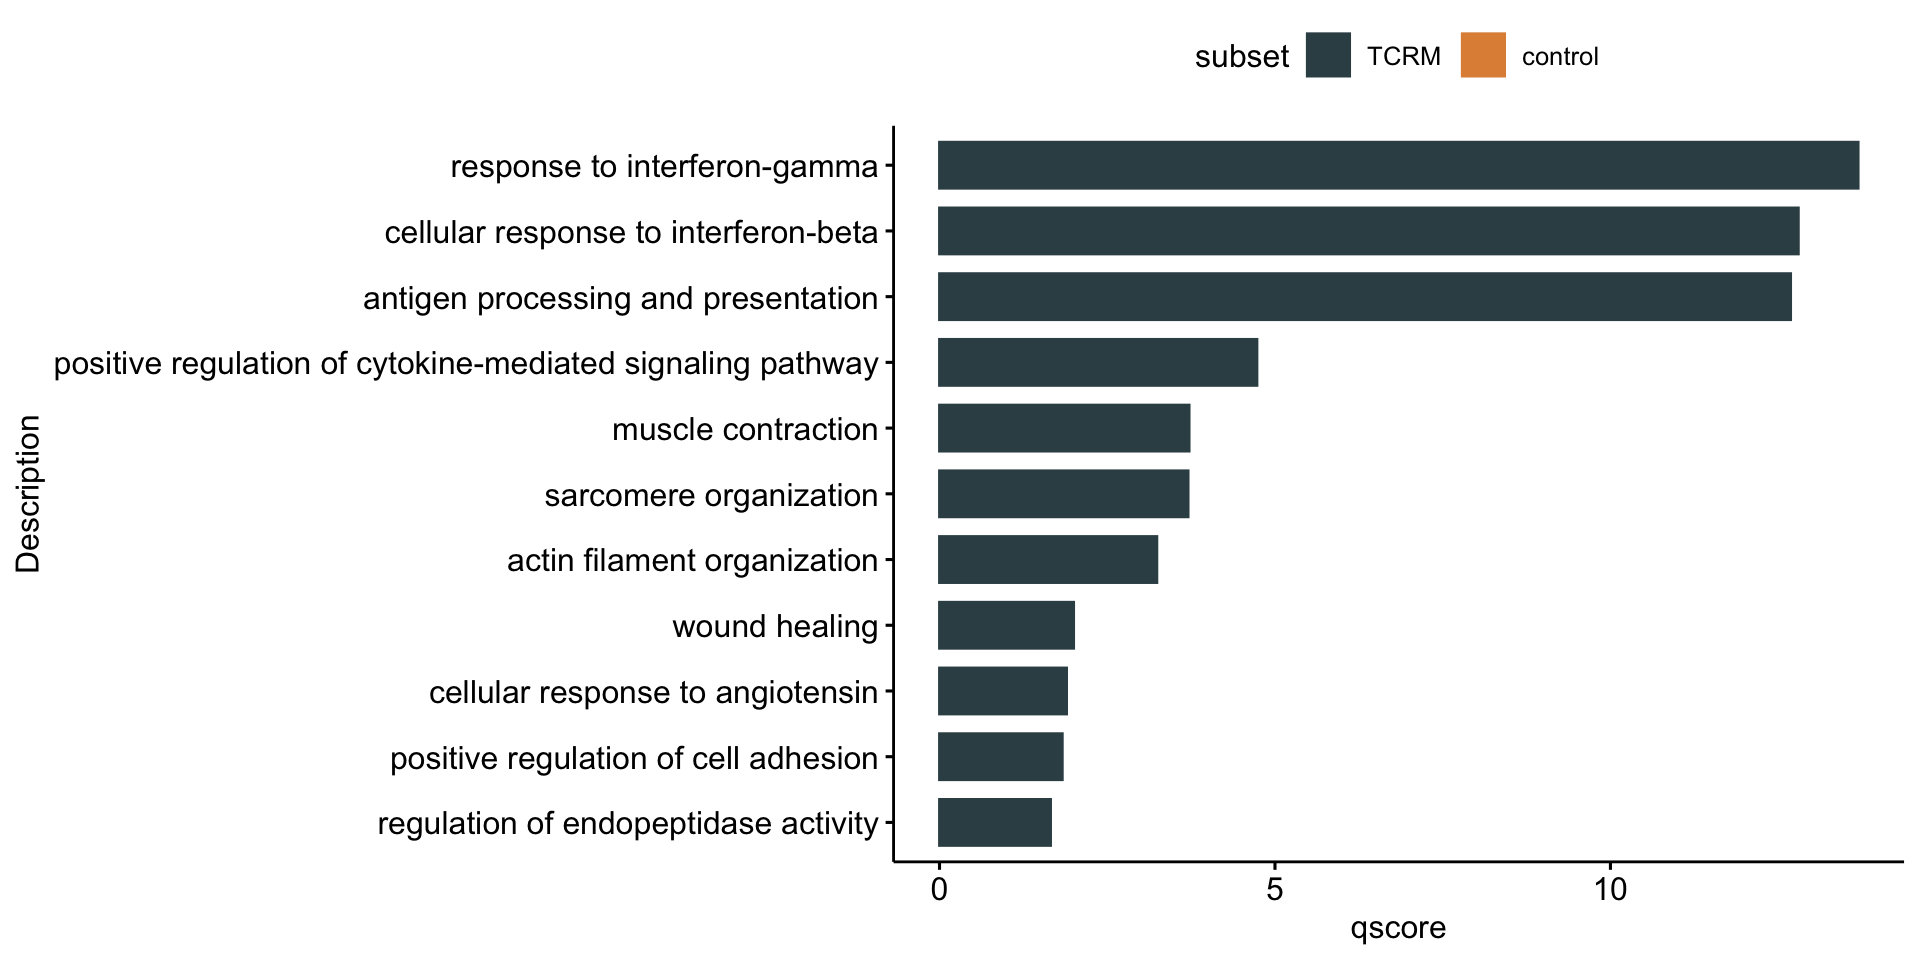 subset TCRM control
response to interferon-gamma
cellular response to interferon-beta
antigen processing and presentation
positive regulation of cytokine-mediated signaling pathway
muscle contraction
sarcomere organization
actin filament organization
wound healing
cellular response to angiotensin
positive regulation of cell adhesion
regulation of endopeptidase activity
Description
0 5 10
qscore